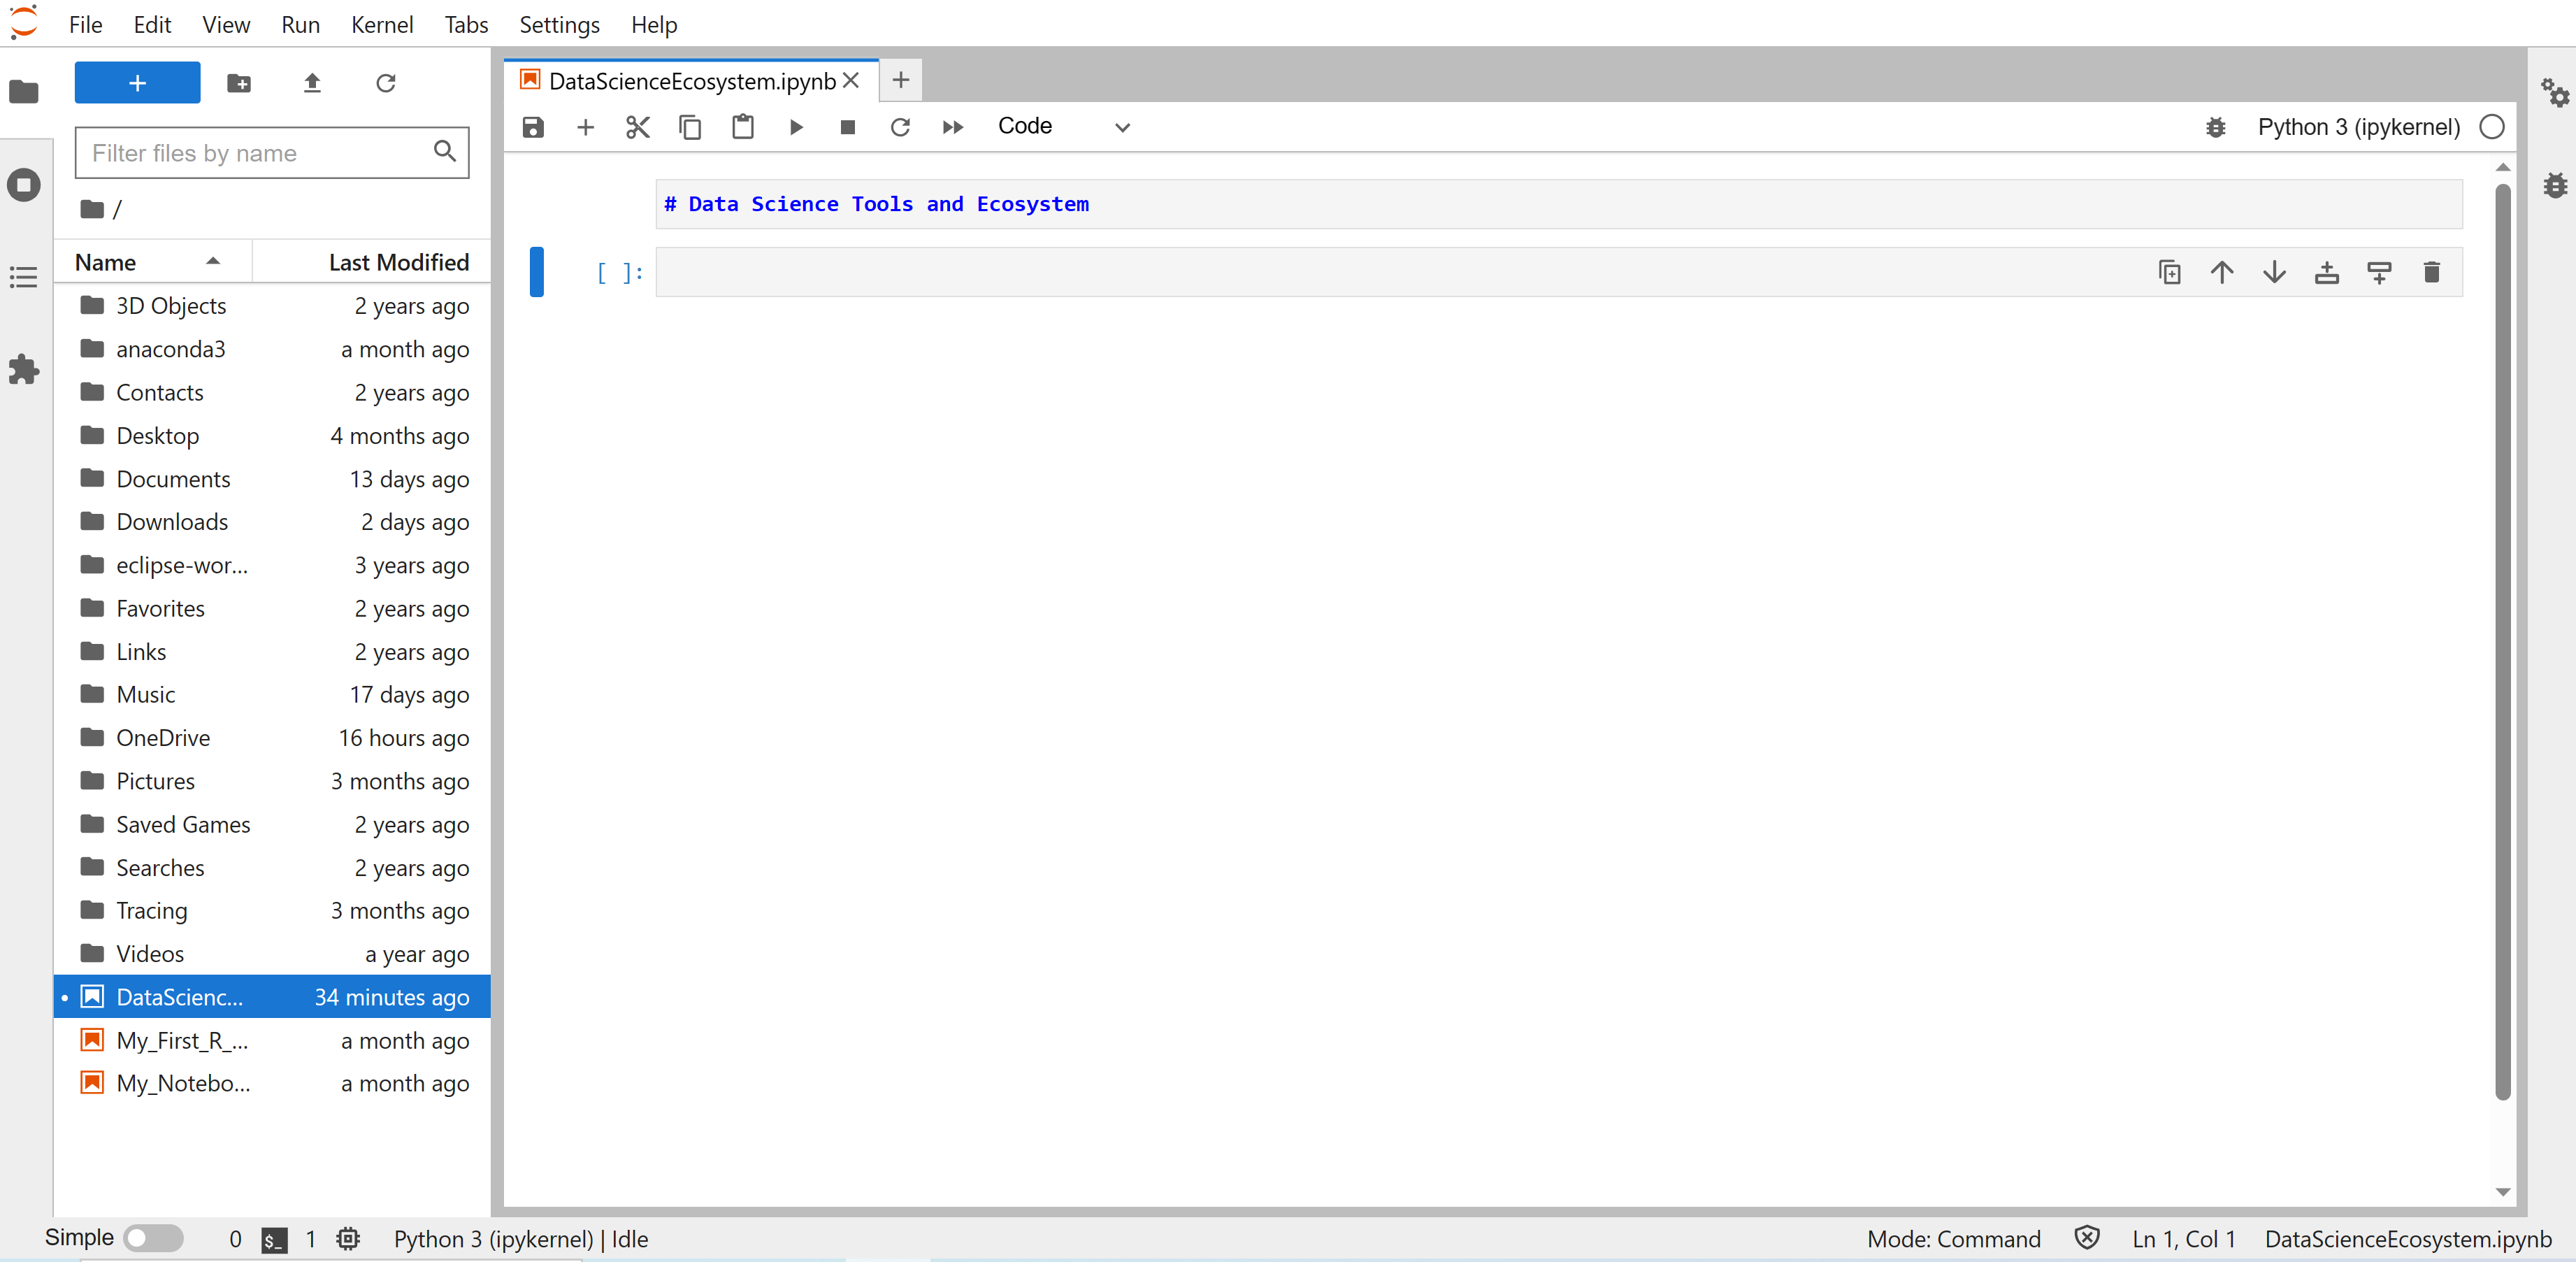 File Edit View Run Kernel Tabs Settings Help
DataScienceEcosystem.ipynb
Filter files by name
Code
Python 3 (ipykernel)
/
Name Last Modified
3D Objects 2 years ago
anaconda3 a month ago
Contacts 2 years ago
Desktop 4 months ago
Documents 13 days ago
Downloads 2 days ago
eclipse-wor... 3 years ago
Favorites 2 years ago
Links 2 years ago
Music 17 days ago
OneDrive 16 hours ago
Pictures 3 months ago
Saved Games 2 years ago
Searches 2 years ago
Tracing 3 months ago
Videos a year ago
DataScienc... 34 minutes ago
My_First_R_... a month ago
My_Notebo... a month ago
# Data Science Tools and Ecosystem
[ ]:
Simple 0 $_ 1 Python 3 (ipykernel) | Idle Mode: Command Ln 1, Col 1 DataScienceEcosystem.ipynb